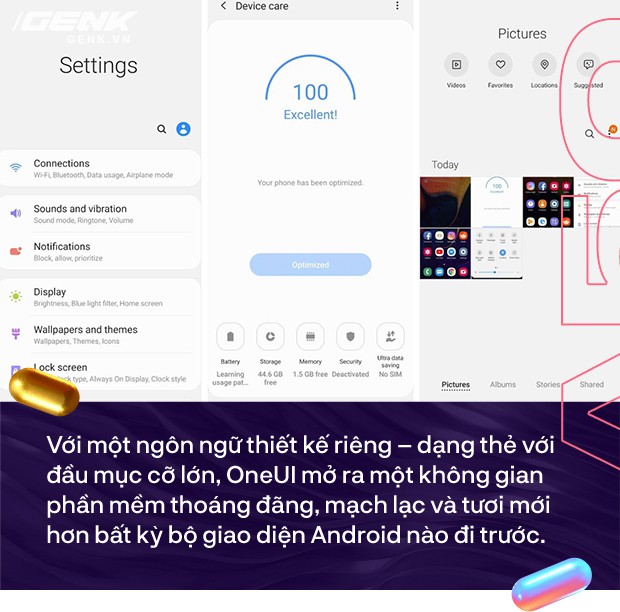 GENK
GENK.VN
Settings
Connections
Wi-Fi, Bluetooth, Data usage, Airplane mode
Sounds and vibration
Sound mode, Ringtone, Volume
Notifications
Block, allow, prioritize
Display
Brightness, Blue light filter, Home screen
Wallpapers and themes
Wallpapers, Themes, Icons
Lock screen
lock type, Always On Display, Clock style
Device care
100
Excellent!
Your phone has been optimized.
Optimized
Battery
Learning
usage pat...
Storage
44.6 GB
free
Memory
1.5 GB free
Security
Deactivated
Ultra data
saving
No SIM
Pictures
Videos
Favorites
Locations
Suggested
N
Today
Pictures
Albums
Stories
Shared
Với một ngôn ngữ thiết kế riêng – dạng thẻ với
đầu mục cỡ lớn, OneUI mở ra một không gian
phần mềm thoáng đãng, mạch lạc và tươi mới
hơn bất kỳ bộ giao diện Android nào đi trước.